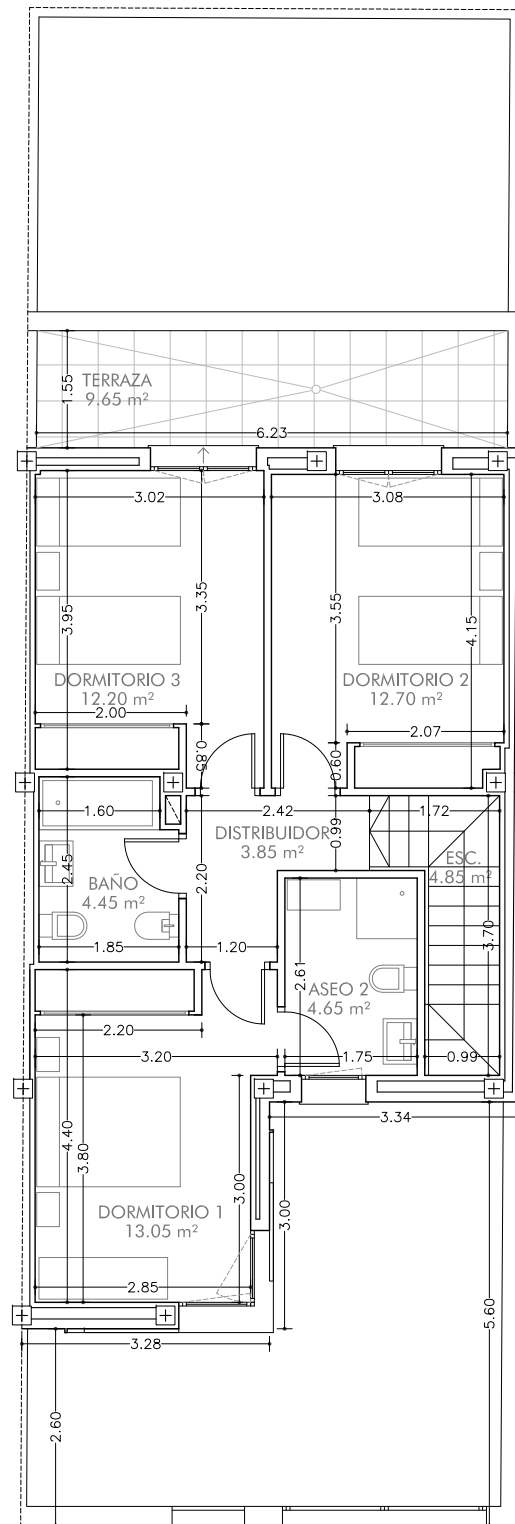 1.55
TERRAZA
9.65 m²
6.23
3.02
3.08
3.95
3.35
3.55
4.15
DORMITORIO 3
12.20 m²
DORMITORIO 2
12.70 m²
2.00
2.07
0.85
0.60
1.60
2.42
0.99
1.72
DISTRIBUIDOR
3.85 m²
ESC.
4.85 m²
2.45
BAÑO
4.45 m²
2.20
3.70
1.85
1.20
2.61
ASEO 2
4.65 m²
2.20
3.20
1.75
0.99
3.34
4.40
3.80
3.00
3.00
DORMITORIO 1
13.05 m²
2.85
5.60
3.28
2.60